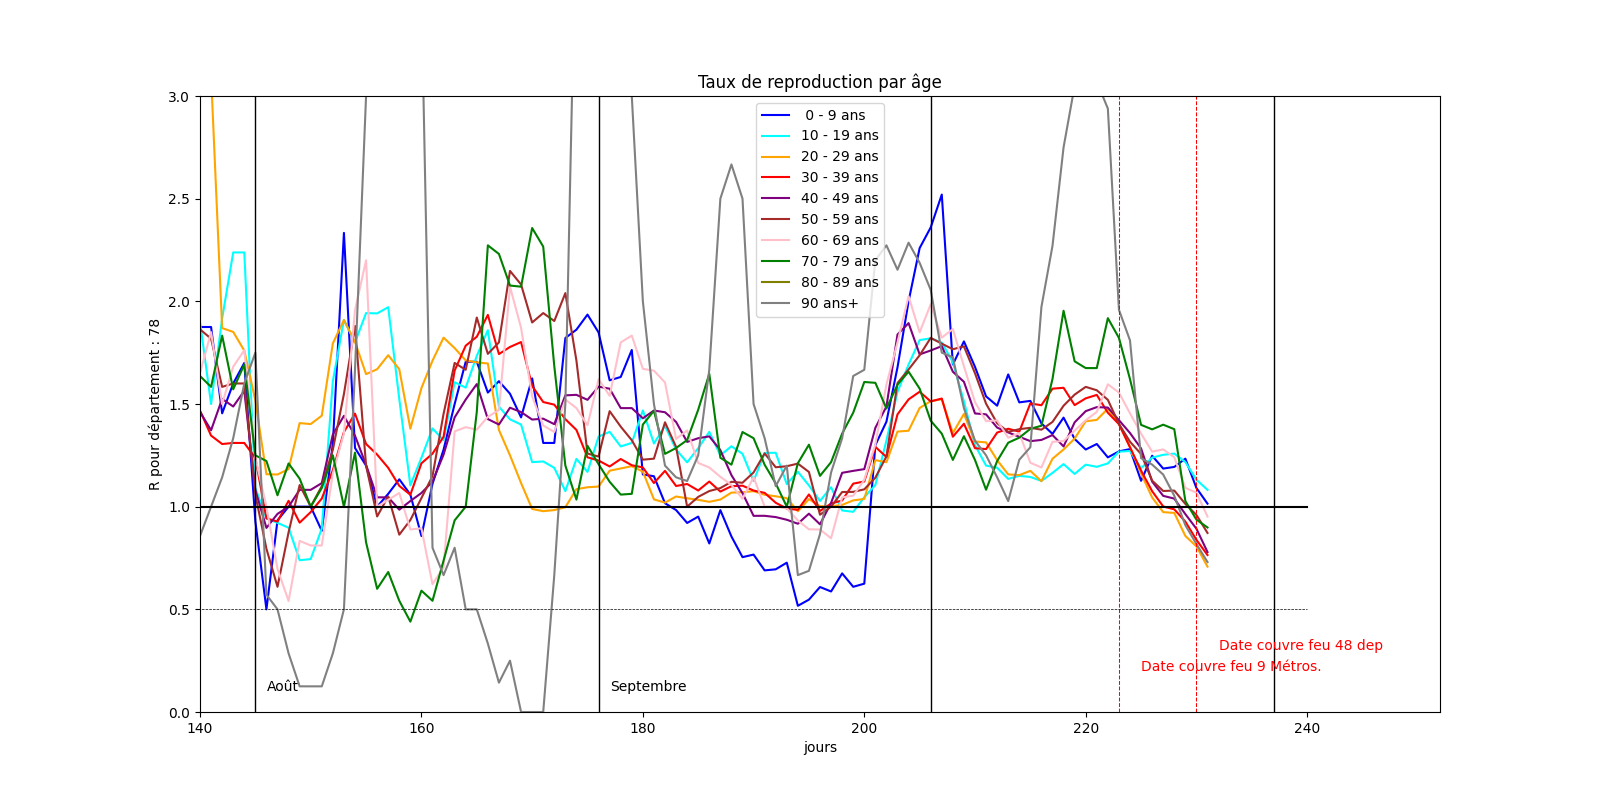 Taux de reproduction par âge
R pour département : 78
3.0
2.5
2.0
1.5
1.0
0.5
0.0
0 - 9 ans
10 - 19 ans
20 - 29 ans
30 - 39 ans
40 - 49 ans
50 - 59 ans
60 - 69 ans
70 - 79 ans
80 - 89 ans
90 ans+
Date couvre feu 48 dep
Date couvre feu 9 Métros.
Août
Septembre
140
160
180
200
220
240
jours